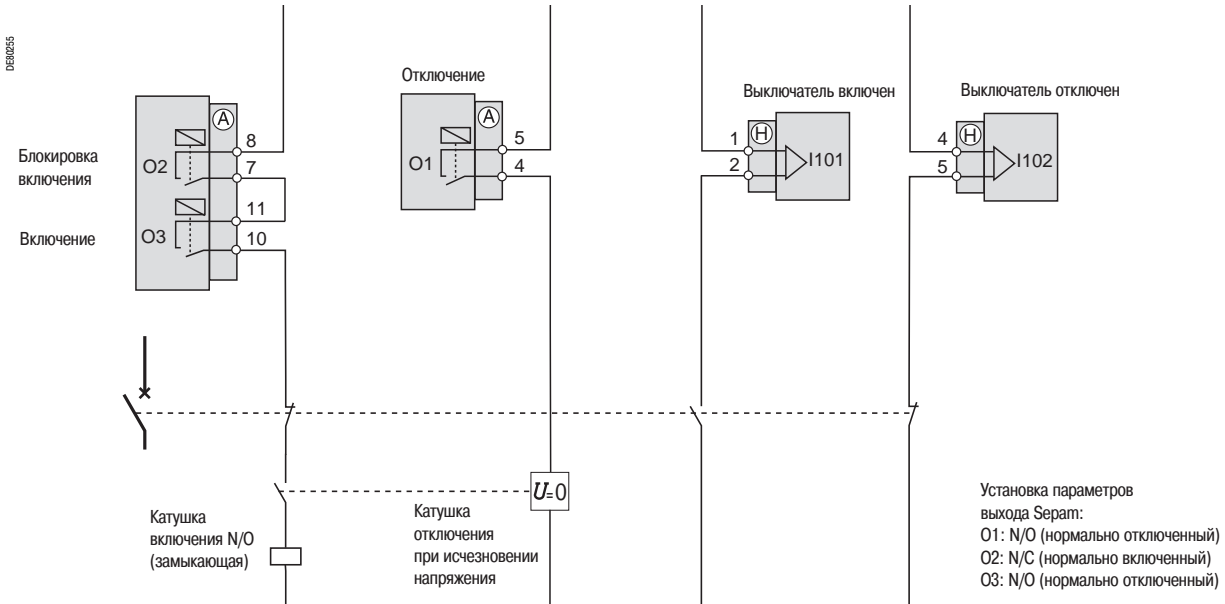 DE80255
Отключение
Выключатель включен
Выключатель отключен
A
A
8
5
1
H
4
H
Блокировка
включения
O2
7
O1
4
2
I101
5
I102
11
Включение
O3
10
U=0
Катушка
включения N/O
(замыкающая)
Катушка
отключения
при исчезновении
напряжения
Установка параметров
выхода Sepam:
O1: N/O (нормально отключенный)
O2: N/C (нормально включенный)
O3: N/O (нормально отключенный)